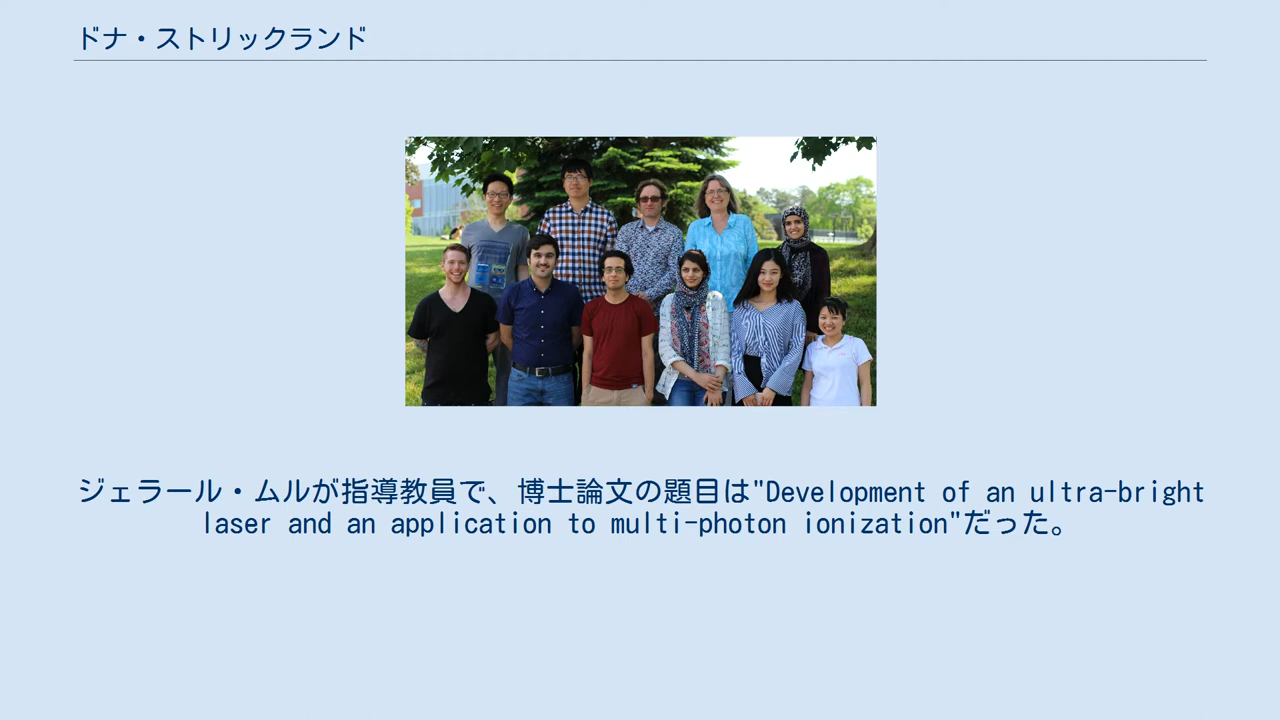 ドナ・ストリックランド
ジェラール・ムルが指導教員で、博士論文の題目は"Development of an ultra-bright
laser and an application to multi-photon ionization"だった。